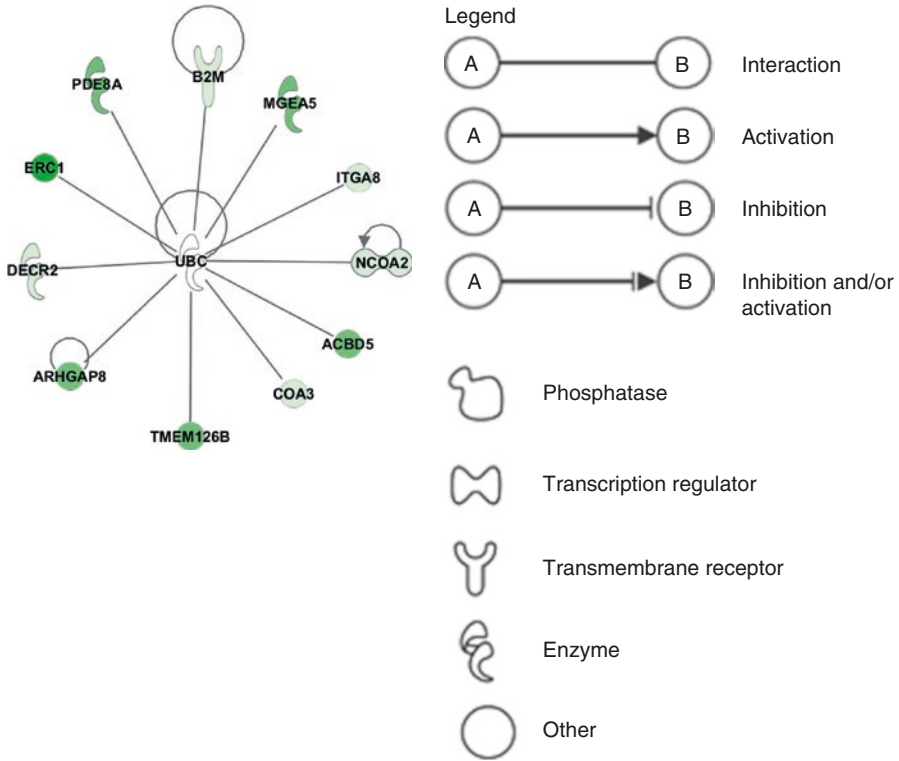 B2M
PDE8A
MGEA5
ERC1
ITGA8
DECR2
UBC
NCOA2
ARHGAP8
ACBD5
COA3
TMEM126B
Legend
A B Interaction
A B Activation
A B Inhibition
A B Inhibition and/or
activation
Phosphatase
Transcription regulator
Transmembrane receptor
Enzyme
Other